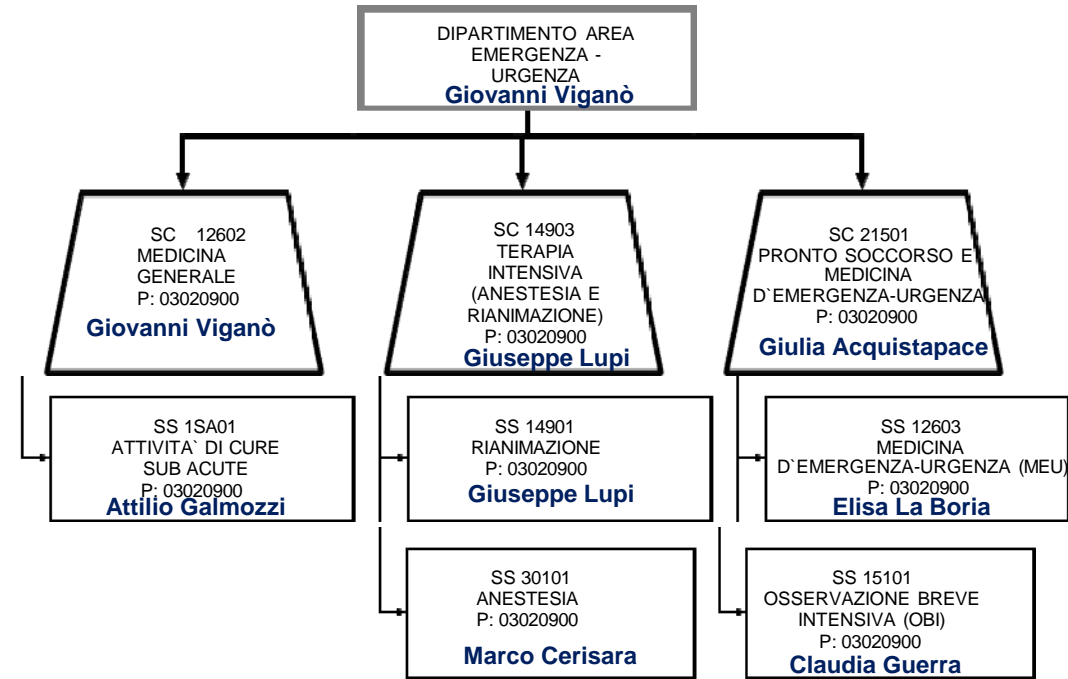 DIPARTIMENTO AREA
EMERGENZA -
URGENZA
Giovanni Viganò
SC 12602
MEDICINA
GENERALE
P: 03020900
Giovanni Viganò
SC 14903
TERAPIA
INTENSIVA
(ANESTESIA E
RIANIMAZIONE)
P: 03020900
Giuseppe Lupi
SC 21501
PRONTO SOCCORSO E
MEDICINA
D`EMERGENZA-URGENZA
P: 03020900
Giulia Acquistapace
SS 1SA01
ATTIVITA` DI CURE
SUB ACUTE
P: 03020900
Attilio Galmozzi
SS 14901
RIANIMAZIONE
P: 03020900
Giuseppe Lupi
SS 12603
MEDICINA
D`EMERGENZA-URGENZA (MEU)
P: 03020900
Elisa La Boria
SS 30101
ANESTESIA
P: 03020900
Marco Cerisara
SS 15101
OSSERVAZIONE BREVE
INTENSIVA (OBI)
P: 03020900
Claudia Guerra